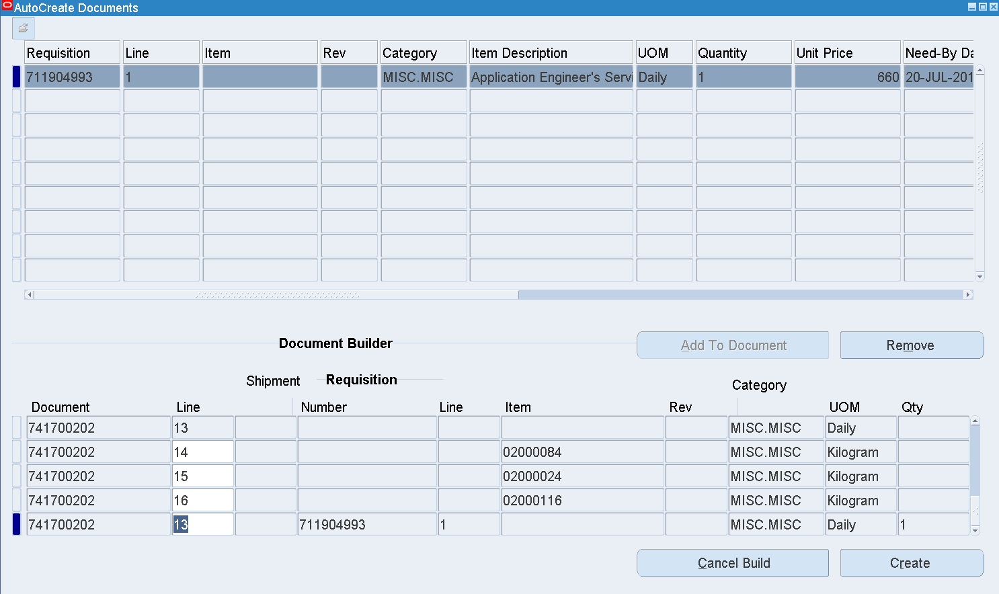 AutoCreate Documents
Requisition Line Item Rev Category Item Description UOM Quantity Unit Price Need-By Da
711904993 1 MISC.MISC Application Engineer's Servi Daily 1 660 20-JUL-201
Document Builder Add To Document Remove
Shipment Requisition Category
Document Line Number Line Item Rev UOM Qty
741700202 13 MISC.MISC Daily
741700202 14 02000084 MISC.MISC Kilogram
741700202 15 02000024 MISC.MISC Kilogram
741700202 16 02000116 MISC.MISC Kilogram
741700202 13 711904993 1 MISC.MISC Daily 1
Cancel Build Create